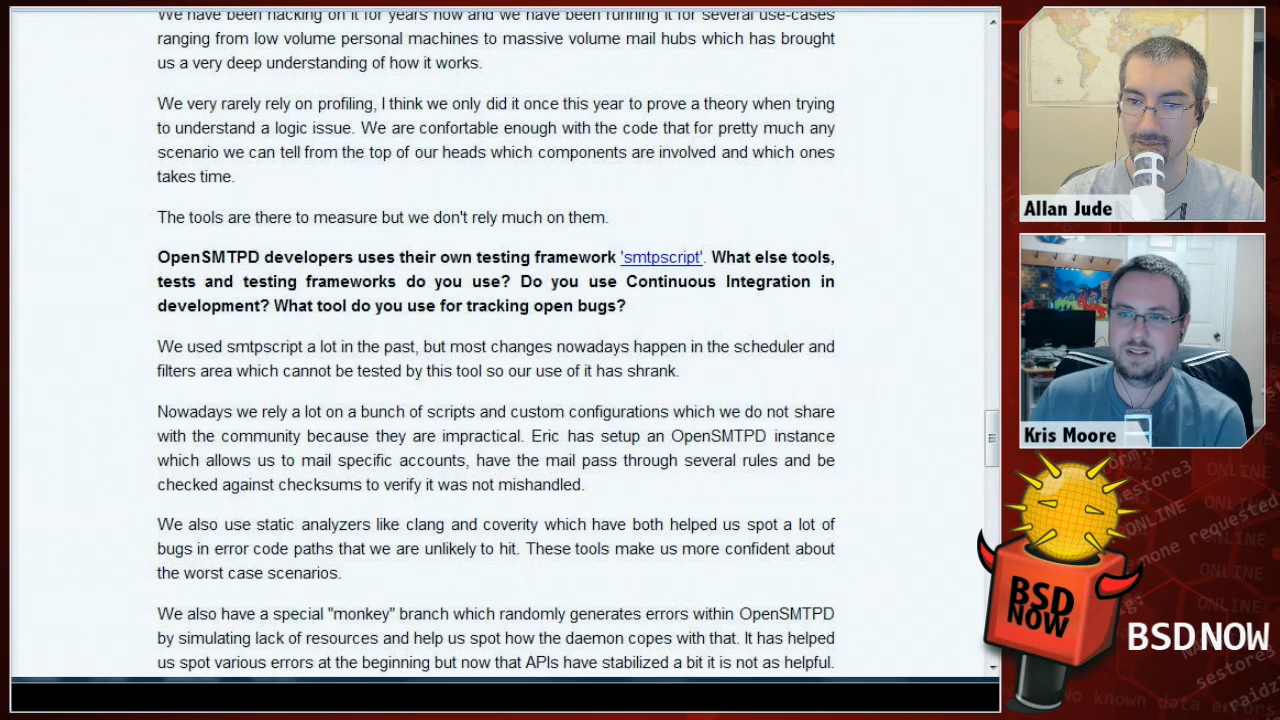 We have been hacking on it for years now and we have been running it for several use-cases
ranging from low volume personal machines to massive volume mail hubs which has brought
us a very deep understanding of how it works.
We very rarely rely on profiling, I think we only did it once this year to prove a theory when trying
to understand a logic issue. We are confortable enough with the code that for pretty much any
scenario we can tell from the top of our heads which components are involved and which ones
takes time.
The tools are there to measure but we don't rely much on them.
OpenSMTPD developers uses their own testing framework 'smtpscript'. What else tools,
tests and testing frameworks do you use? Do you use Continuous Integration in
development? What tool do you use for tracking open bugs?
We used smtpscript a lot in the past, but most changes nowadays happen in the scheduler and
filters area which cannot be tested by this tool so our use of it has shrank.
Nowadays we rely a lot on a bunch of scripts and custom configurations which we do not share
with the community because they are impractical. Eric has setup an OpenSMTPD instance
which allows us to mail specific accounts, have the mail pass through several rules and be
checked against checksums to verify it was not mishandled.
We also use static analyzers like clang and coverity which have both helped us spot a lot of
bugs in error code paths that we are unlikely to hit. These tools make us more confident about
the worst case scenarios.
We also have a special "monkey" branch which randomly generates errors within OpenSMTPD
by simulating lack of resources and help us spot how the daemon copes with that. It has helped
us spot various errors at the beginning but now that APIs have stabilized a bit it is not as helpful.
Allan Jude
Kris Moore
BSD
NOW
BSD NOW
ONLINE
ONLINE
ONLINE
ONLINE
ONLINE
none requested
No known data errors